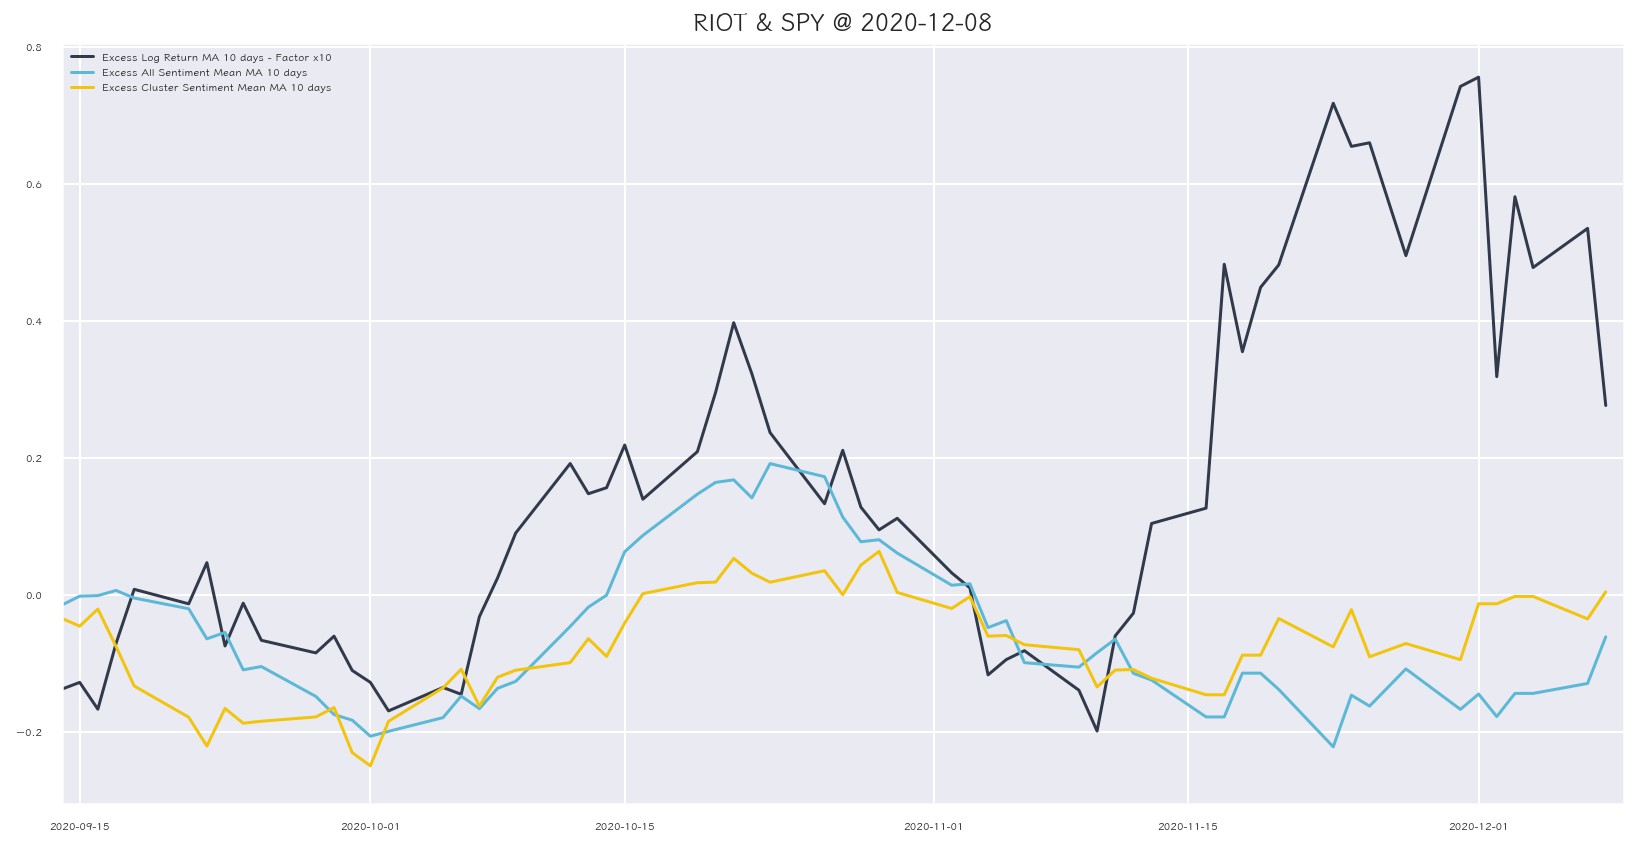 RIOT & SPY @ 2020-12-08
0.8
Excess Log Return MA 10 days - Factor x10
Excess All Sentiment Mean MA 10 days
Excess Cluster Sentiment Mean MA 10 days
0.6
0.4
0.2
0.0
−0.2
2020-09-15 2020-10-01 2020-10-15 2020-11-01 2020-11-15 2020-12-01